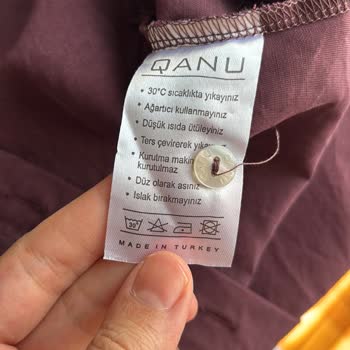 QANU
• 30°C sıcaklıkta yıkayınız
• Ağartıcı kullanmayınız
• Düşük ısıda ütüleyiniz
• Ters çevirerek
• Kurutma
kurutulmaz
• Düz olarak asınız
• Islak bırakmayınız
30°
MADE IN TURKEY